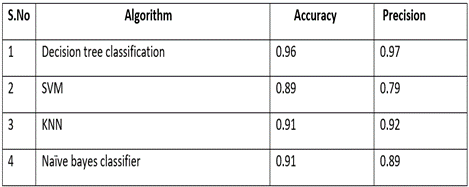 S.No Algorithm Accuracy Precision
1 Decision tree classification 0.96 0.97
2 SVM 0.89 0.79
3 KNN 0.91 0.92
4 Naïve bayes classifier 0.91 0.89